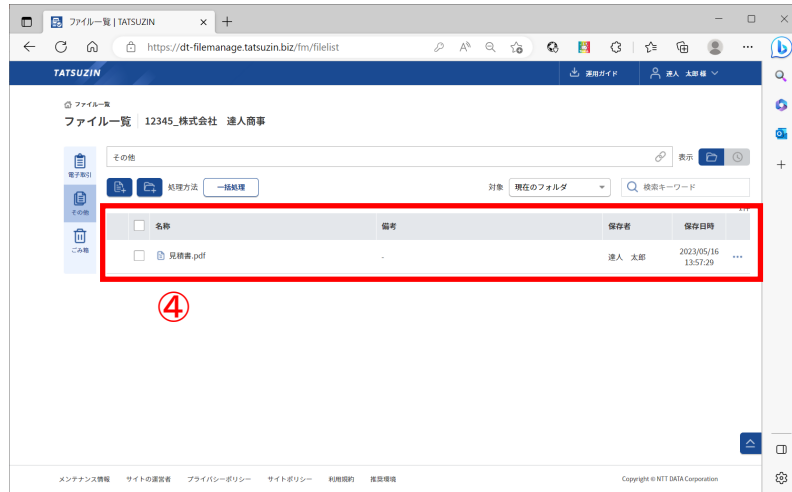 ファイル一覧 | TATSUZIN
https://dt-filemanage.tatsuzin.biz/fm/filelist
TATSUZIN
運用ガイド
達人 太郎 様
ファイル一覧
ファイル一覧 12345_株式会社 達人商事
電子取引
その他
表示
処理方法 一括処理
対象 現在のフォルダ
検索キーワード
その他
ごみ箱
名称 備考 保存者 保存日時
見積書.pdf - 達人 太郎 2023/05/16
13:57:29
④
メンテナンス情報 サイトの運営者 プライバシーポリシー サイトポリシー 利用規約 推奨環境
Copyright © NTT DATA Corporation